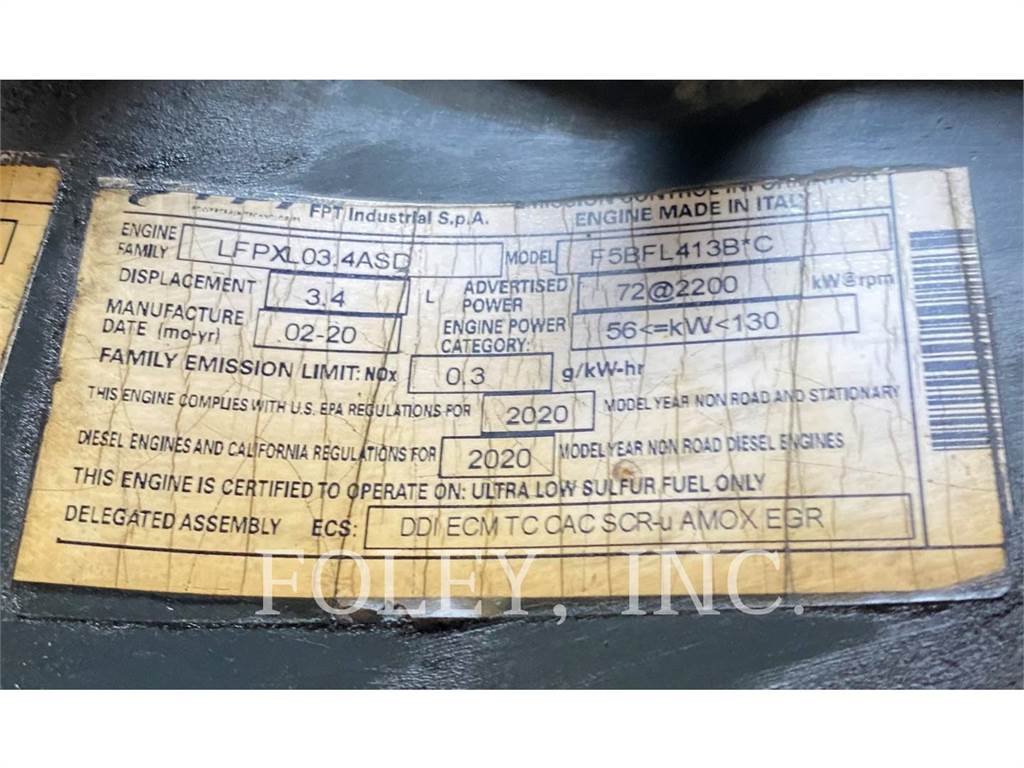 FPT Industrial S.p.A.
EMISSION CONTROL INFORMATION
ENGINE MADE IN ITALY
ENGINE FAMILY LFPXL03.4ASD MODEL F5BFL413B*C
DISPLACEMENT 3.4 L ADVERTISED POWER 72@2200 kW@rpm
MANUFACTURE DATE (mo-yr) 02-20 ENGINE POWER CATEGORY: 56<=kW<130
FAMILY EMISSION LIMIT: NOx 0.3 g/kW-hr
THIS ENGINE COMPLIES WITH U.S. EPA REGULATIONS FOR 2020 MODEL YEAR NON ROAD AND STATIONARY
DIESEL ENGINES AND CALIFORNIA REGULATIONS FOR 2020 MODEL YEAR NON ROAD DIESEL ENGINES
THIS ENGINE IS CERTIFIED TO OPERATE ON: ULTRA LOW SULFUR FUEL ONLY
DELEGATED ASSEMBLY ECS: DDI ECM TC CAC SCR-u AMOX EGR
FOLEY, INC.